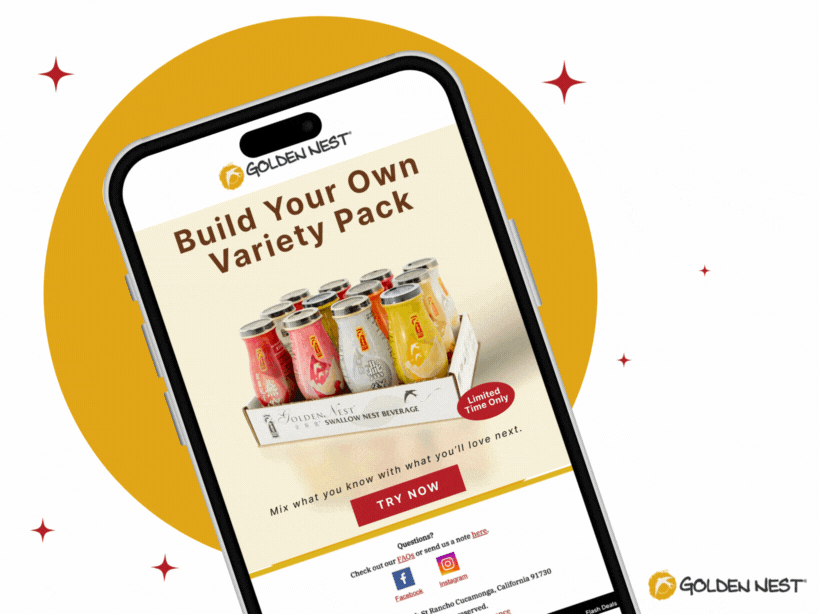 GOLDEN NEST®
Build Your Own
Variety Pack
GOLDEN NEST
SWALLOW NEST BEVERAGE
Limited
Time Only
Mix what you know with what you'll love next.
TRY NOW
Questions?
Check out our FAQs or send us a note here.
Facebook
Instagram
St Rancho Cucamonga, California 91730
reserved.
Flash Deals
GOLDEN NEST®